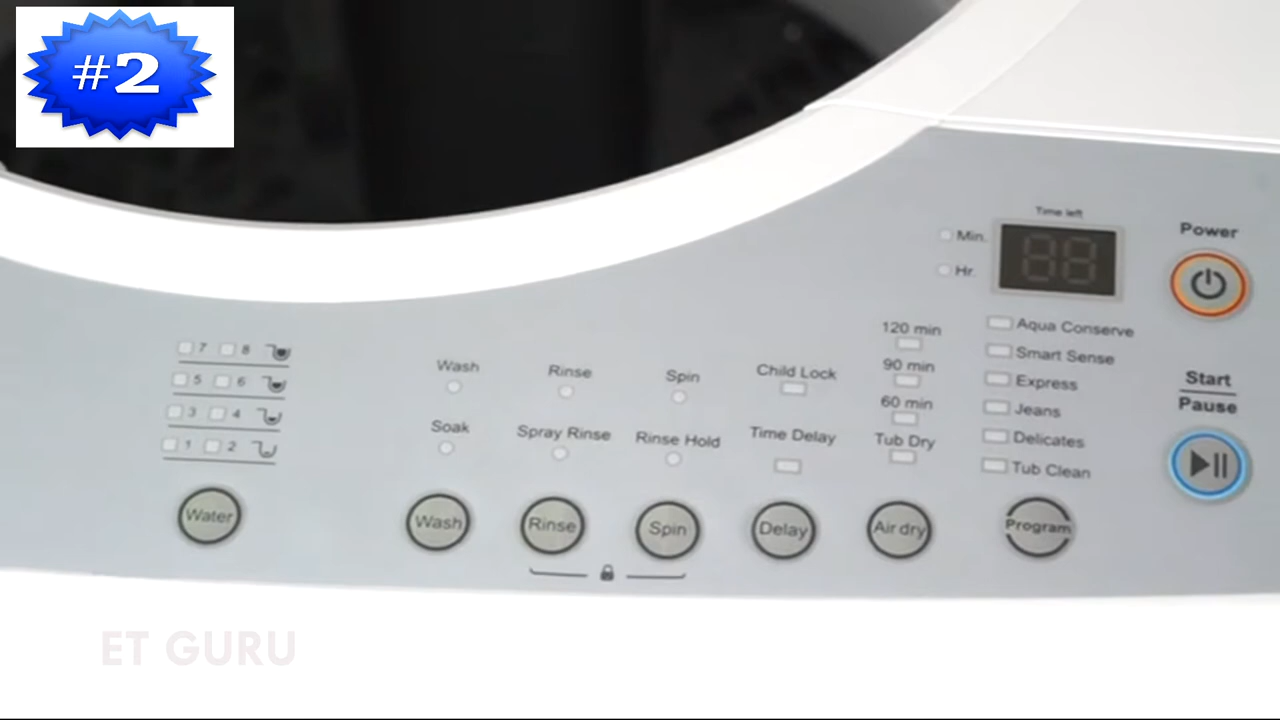 #2
Time left
Min.
Hr.
88
Power
Aqua Conserve
Smart Sense
Express
Jeans
Delicates
Tub Clean
Start
Pause
120 min
90 min
60 min
Tub Dry
7 8
5 6
3 4
1 2
Wash
Rinse
Spin
Child Lock
Soak
Spray Rinse
Rinse Hold
Time Delay
Water
Wash
Rinse
Spin
Delay
Air dry
Program
ET GURU